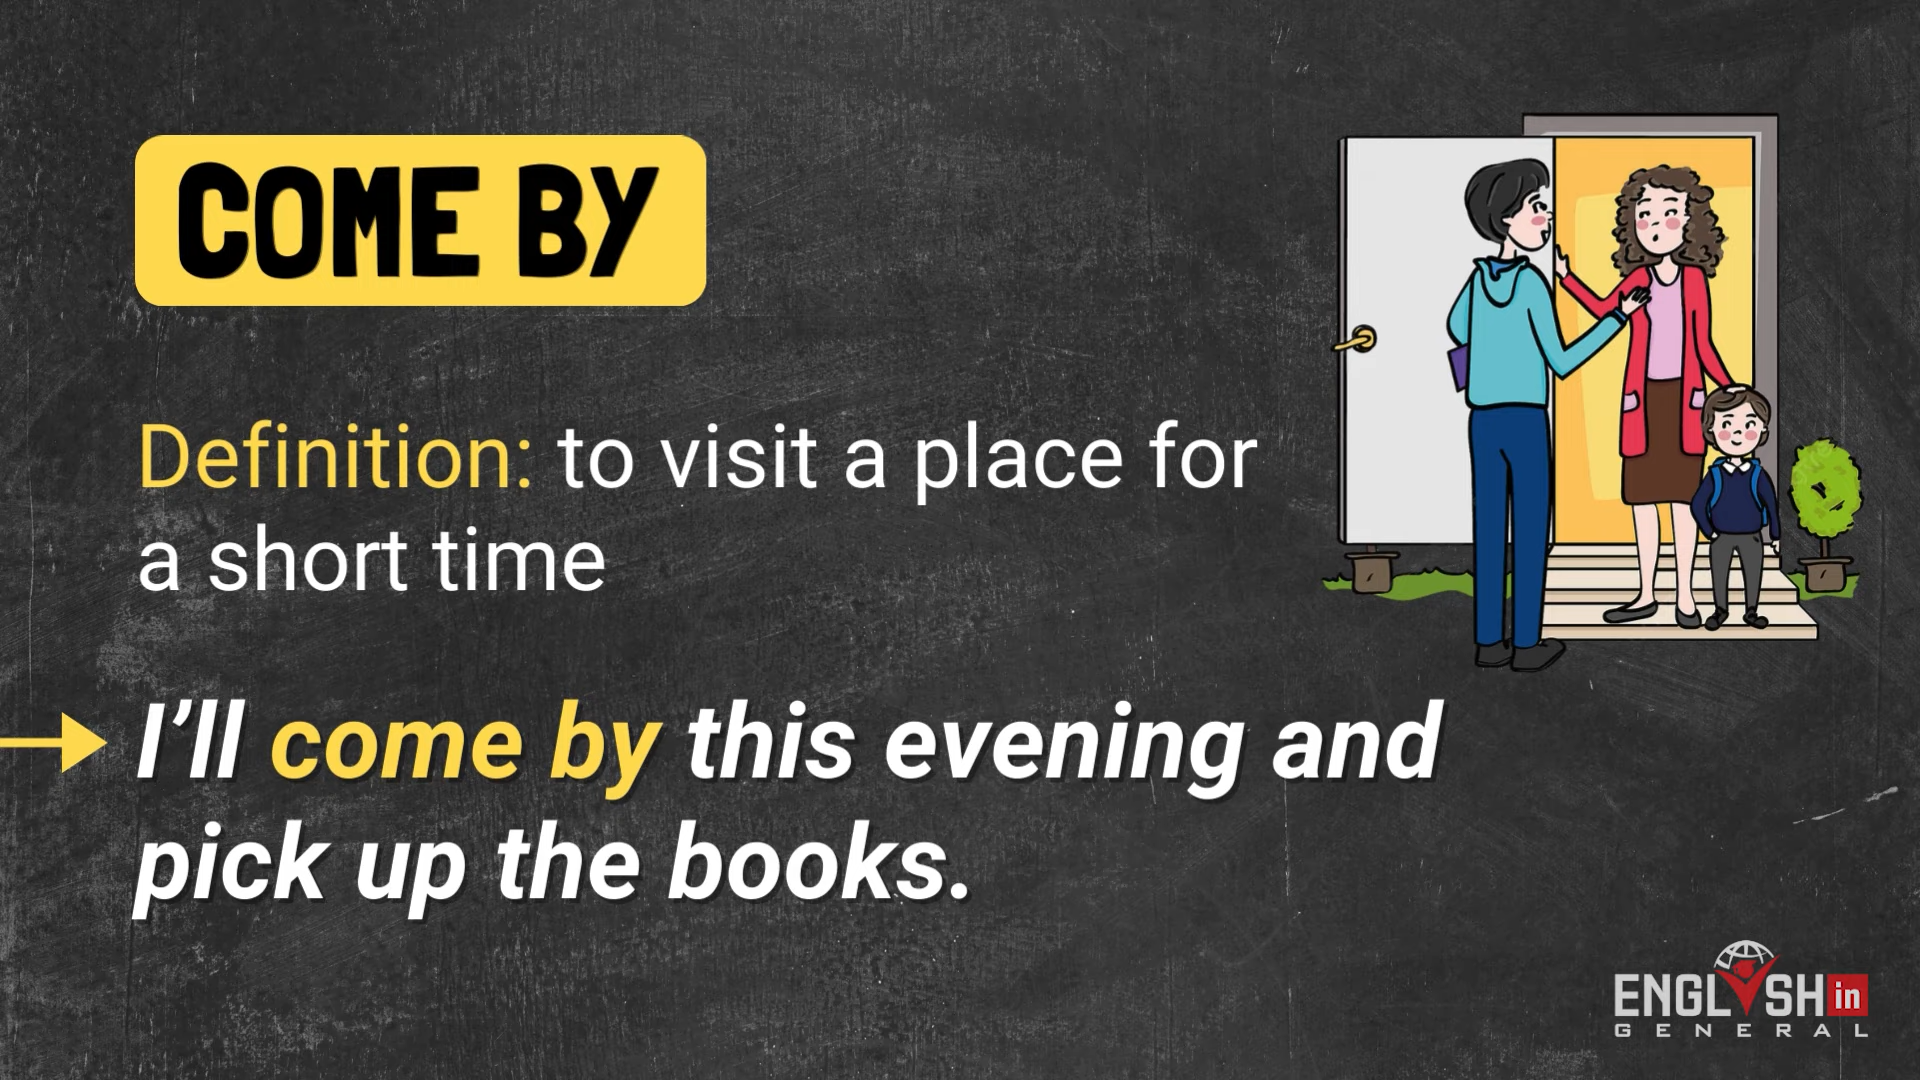 COME BY
Definition: to visit a place for
a short time
I’ll come by this evening and
pick up the books.
ENGLISH in
GENERAL